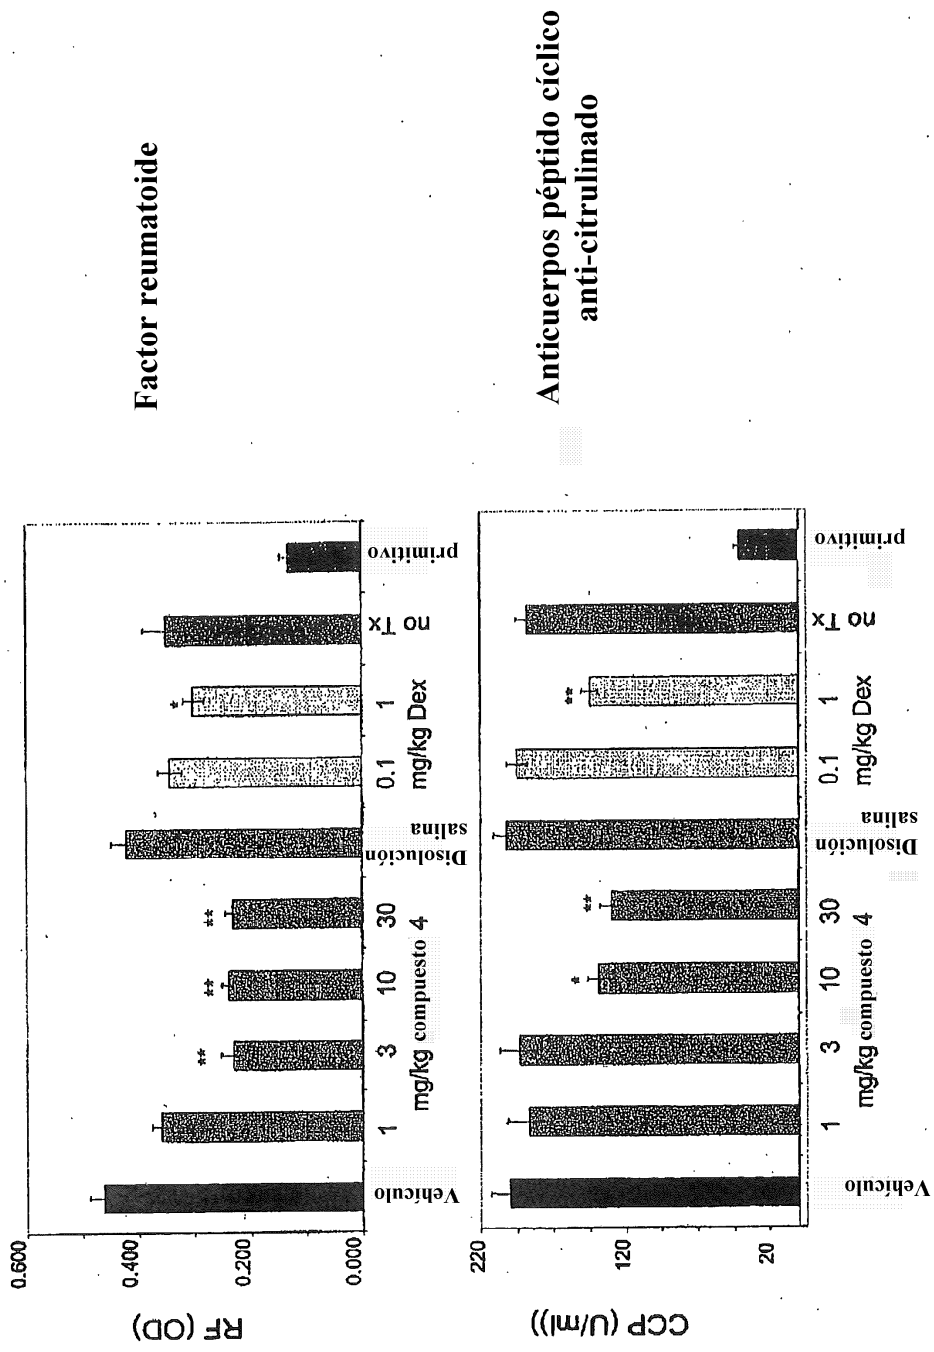 Factor reumatoide
RF (OD)
0.600
0.400
0.200
0.000
**
**
**
*
Vehículo
1
3
10
30
mg/kg compuesto 4
Disolución
salina
0.1
1
mg/kg Dex
no Tx
primitivo
Anticuerpos péptido cíclico
anti-citrulinado
CCP (U/ml))
220
120
20
*
**
**
Vehículo
1
3
10
30
mg/kg compuesto 4
Disolución
salina
0.1
1
mg/kg Dex
no Tx
primitivo